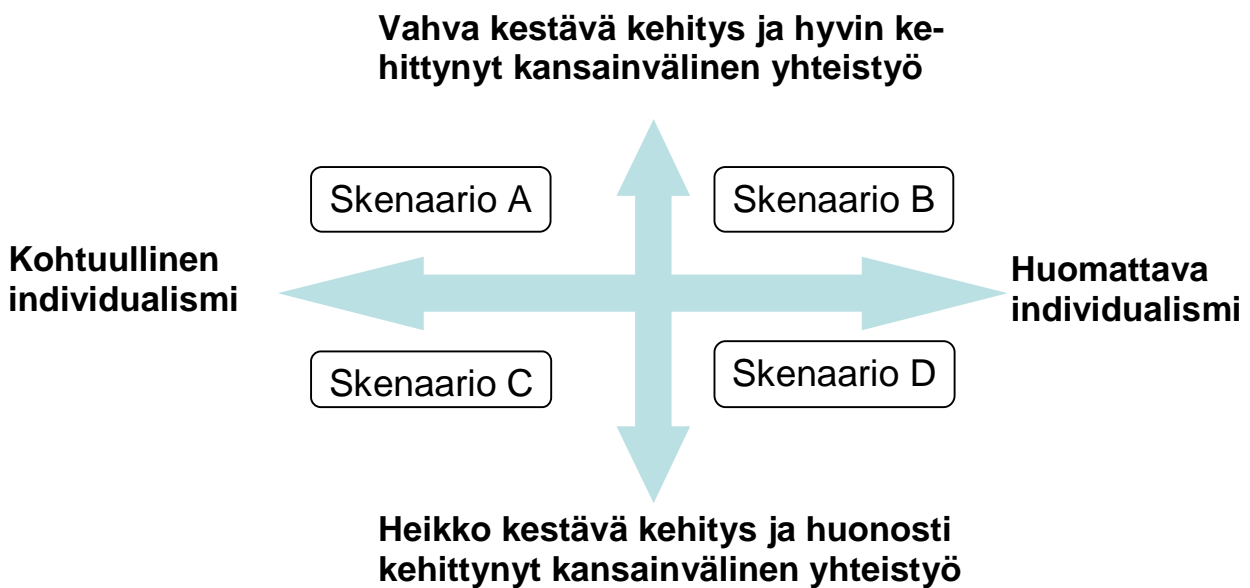 Vahva kestävä kehitys ja hyvin ke-
hittynyt kansainvälinen yhteistyö
Skenaario A
Skenaario B
Kohtuullinen
individualismi
Huomattava
individualismi
Skenaario C
Skenaario D
Heikko kestävä kehitys ja huonosti
kehittynyt kansainvälinen yhteistyö